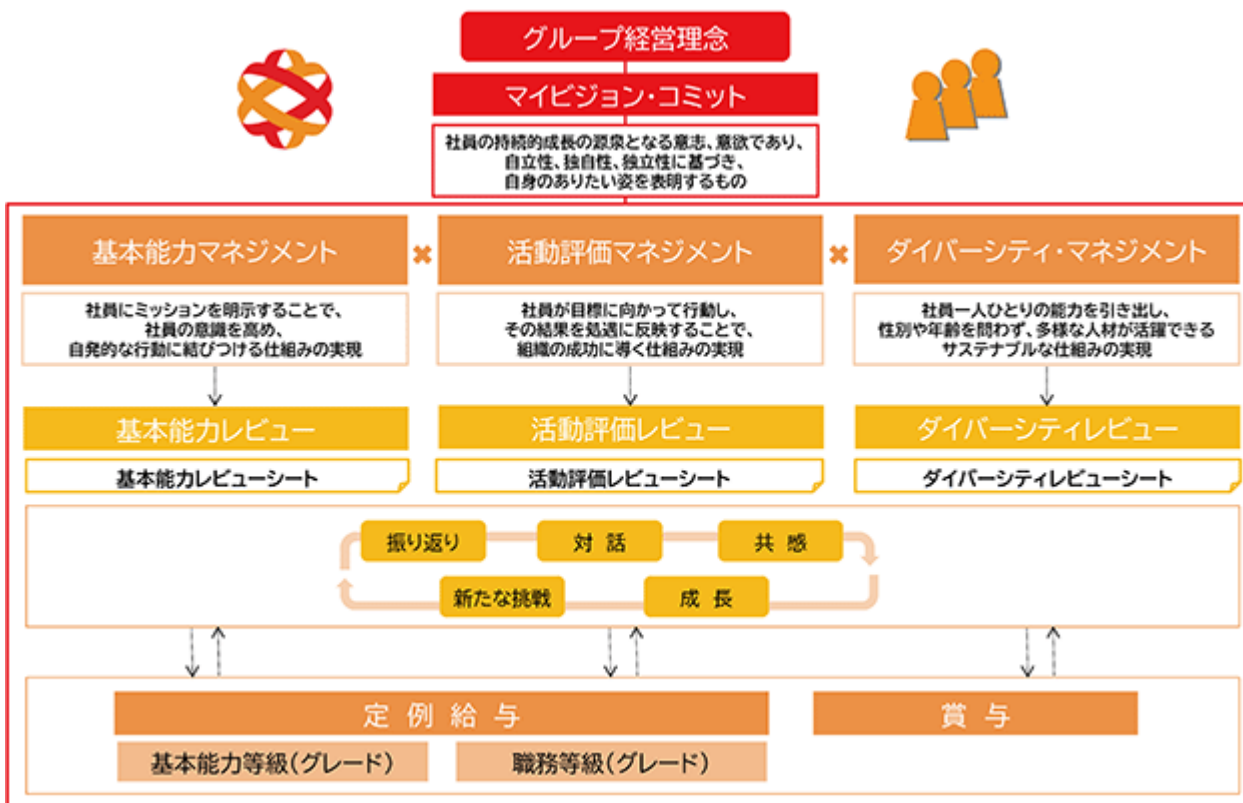 グループ経営理念
マイビジョン・コミット
社員の持続的成長の源泉となる意志、意欲であり、
自立性、独自性、独立性に基づき、
自身のありたい姿を表明するもの
基本能力マネジメント
×
活動評価マネジメント
×
ダイバーシティ・マネジメント
社員にミッションを明示することで、
社員の意識を高め、
自発的な行動に結びつける仕組みの実現
社員が目標に向かって行動し、
その結果を処遇に反映することで、
組織の成功に導く仕組みの実現
社員一人ひとりの能力を引き出し、
性別や年齢を問わず、多様な人材が活躍できる
サステナブルな仕組みの実現
基本能力レビュー
活動評価レビュー
ダイバーシティレビュー
基本能力レビューシート
活動評価レビューシート
ダイバーシティレビューシート
振り返り
対 話
共 感
新たな挑戦
成 長
定 例 給 与
賞 与
基本能力等級(グレード)
職務等級(グレード)